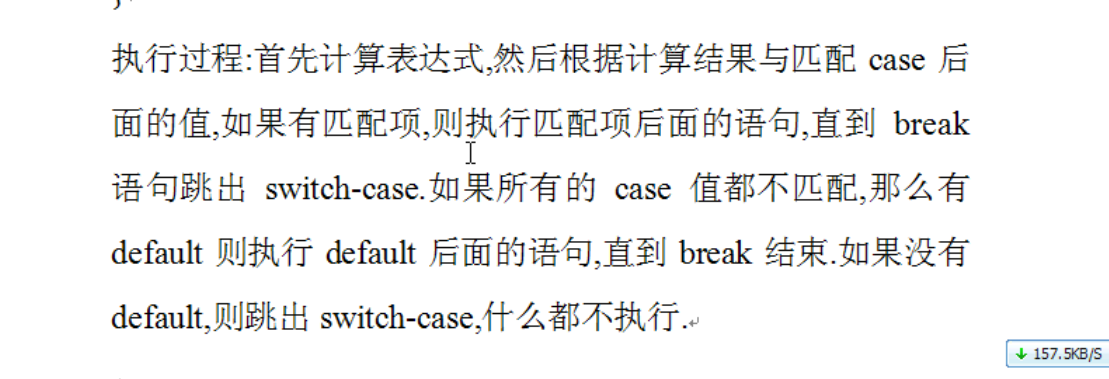 执行过程:首先计算表达式,然后根据计算结果与匹配 case 后
面的值,如果有匹配项,则执行匹配项后面的语句,直到 break
语句跳出 switch-case.如果所有的 case 值都不匹配,那么有
default 则执行 default 后面的语句,直到 break 结束.如果没有
default,则跳出 switch-case,什么都不执行.
157.5KB/S